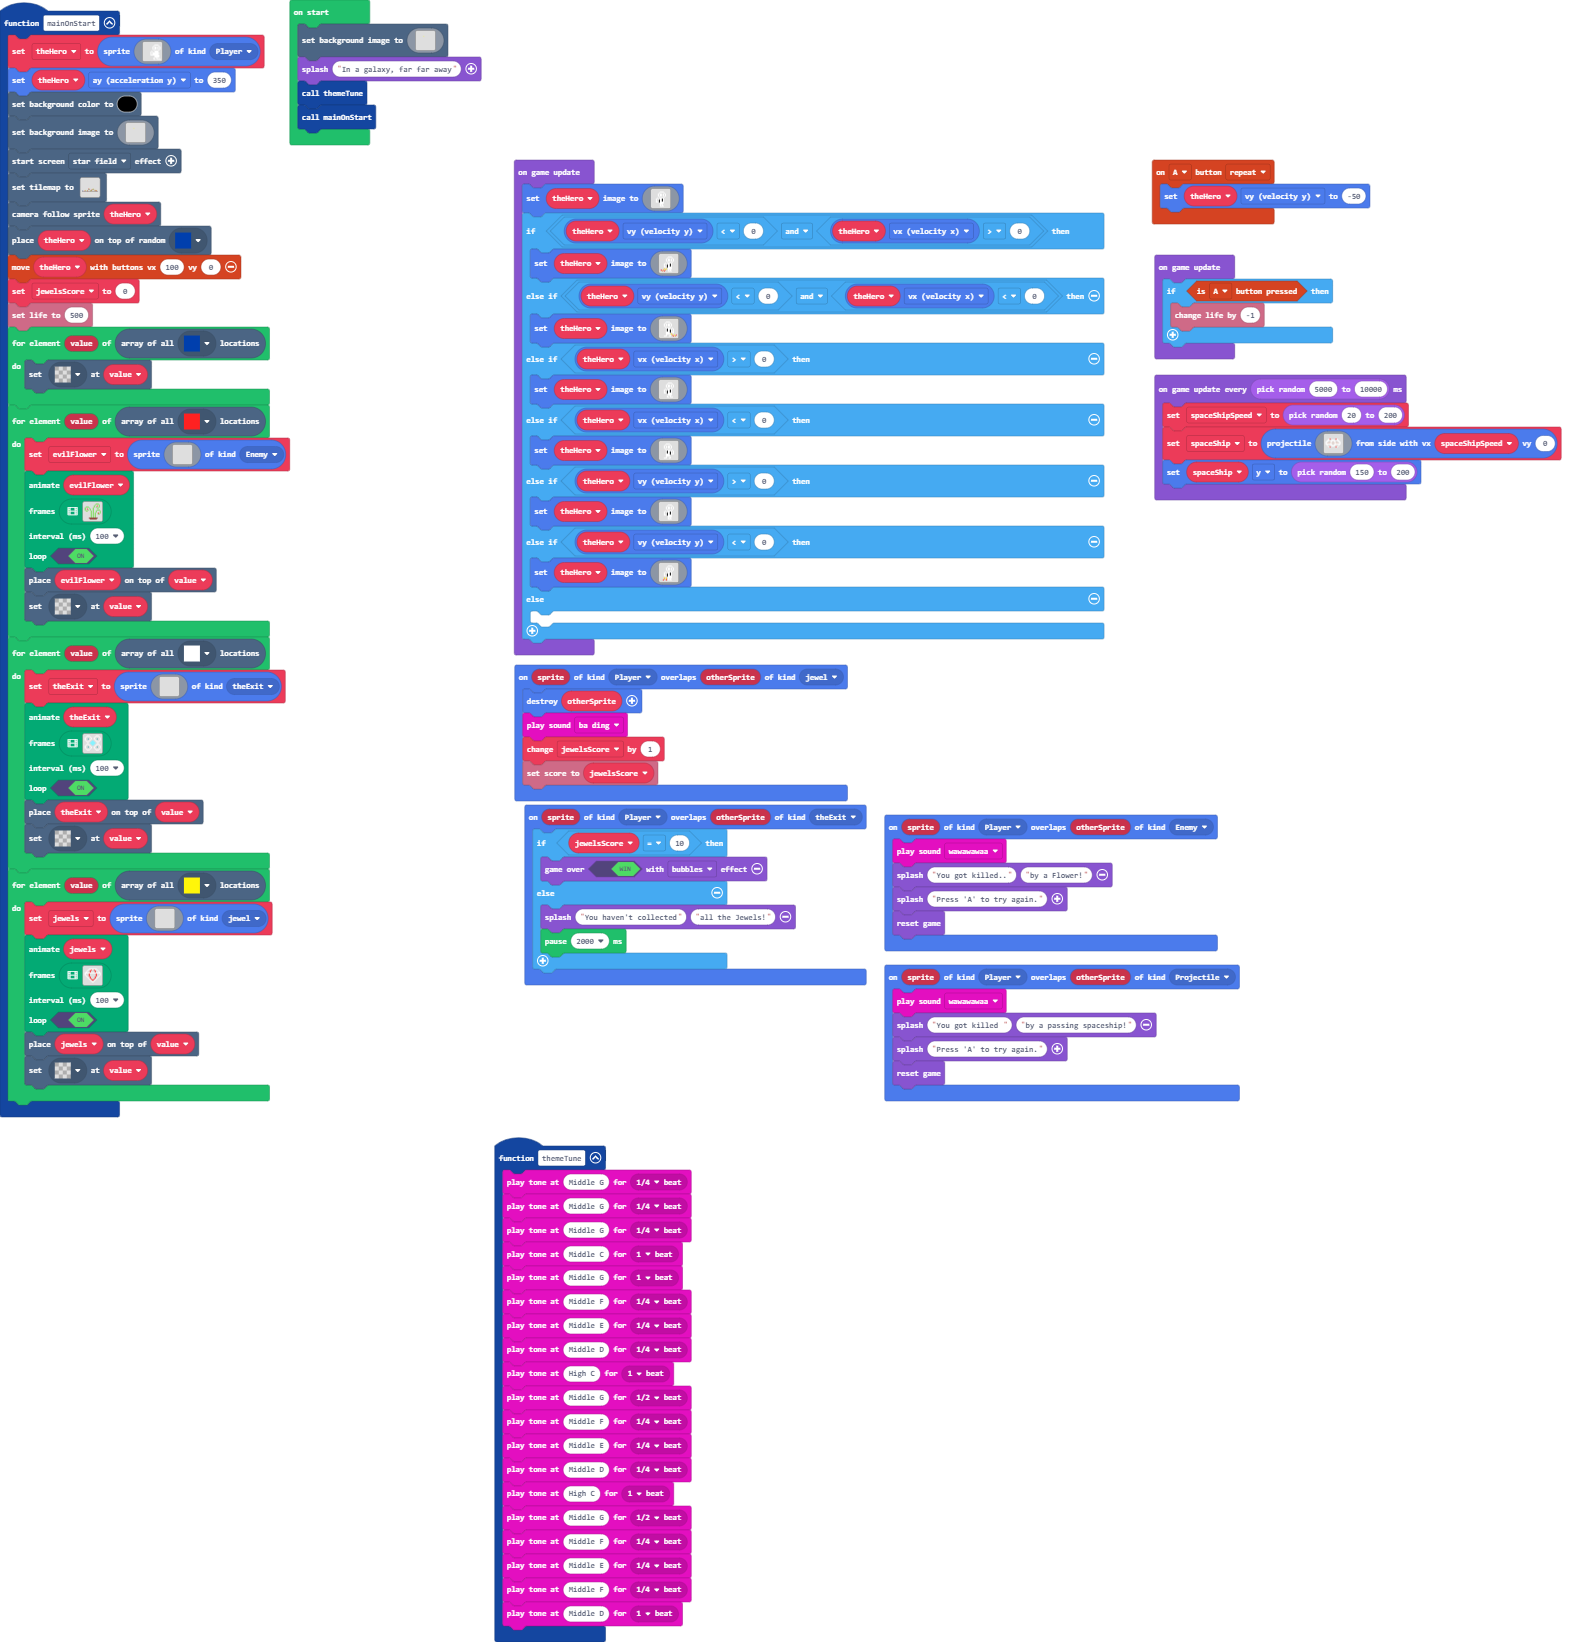 function mainOnStart
set theHero to sprite of kind Player
set theHero ay (acceleration y) to 350
set background color to
set background image to
start screen star field effect
set tilemap to
camera follow sprite theHero
place theHero on top of random
move theHero with buttons vx 100 vy 0
set jewelsScore to 0
set life to 500
for element value of array of all locations
do
set at value
for element value of array of all locations
do
set evilFlower to sprite of kind Enemy
animate evilFlower
frames
interval (ms) 100
loop ON
place evilFlower on top of value
set at value
for element value of array of all locations
do
set theExit to sprite of kind theExit
animate theExit
frames
interval (ms) 100
loop ON
place theExit on top of value
set at value
for element value of array of all locations
do
set jewels to sprite of kind jewel
animate jewels
frames
interval (ms) 100
loop ON
place jewels on top of value
set at value
on start
set background image to
splash "In a galaxy, far far away"
call themeTune
call mainOnStart
on game update
set theHero image to
if theHero vy (velocity y) < 0 and theHero vx (velocity x) > 0 then
set theHero image to
else if theHero vy (velocity y) < 0 and theHero vx (velocity x) < 0 then
set theHero image to
else if theHero vx (velocity x) > 0 then
set theHero image to
else if theHero vx (velocity x) < 0 then
set theHero image to
else if theHero vy (velocity y) > 0 then
set theHero image to
else if theHero vy (velocity y) < 0 then
set theHero image to
else
on sprite of kind Player overlaps otherSprite of kind jewel
destroy otherSprite
play sound ba ding
change jewelsScore by 1
set score to jewelsScore
on sprite of kind Player overlaps otherSprite of kind theExit
if jewelsScore = 10 then
game over WIN with bubbles effect
else
splash "You haven't collected" "all the Jewels!"
pause 2000 ms
on A button repeat
set theHero vy (velocity y) to -50
on game update
if is A button pressed then
change life by -1
on game update every pick random 5000 to 10000 ms
set spaceShipSpeed to pick random 20 to 200
set spaceShip to projectile from side with vx spaceShipSpeed vy 0
set spaceShip y to pick random 150 to 200
on sprite of kind Player overlaps otherSprite of kind Enemy
play sound wawawawaa
splash "You got killed.." "by a Flower!"
splash "Press 'A' to try again."
reset game
on sprite of kind Player overlaps otherSprite of kind Projectile
play sound wawawawaa
splash "You got killed " "by a passing spaceship!"
splash "Press 'A' to try again."
reset game
function themeTune
play tone at Middle G for 1/4 beat
play tone at Middle G for 1/4 beat
play tone at Middle G for 1/4 beat
play tone at Middle C for 1 beat
play tone at Middle G for 1 beat
play tone at Middle F for 1/4 beat
play tone at Middle E for 1/4 beat
play tone at Middle D for 1/4 beat
play tone at High C for 1 beat
play tone at Middle G for 1/2 beat
play tone at Middle F for 1/4 beat
play tone at Middle E for 1/4 beat
play tone at Middle D for 1/4 beat
play tone at High C for 1 beat
play tone at Middle G for 1/2 beat
play tone at Middle F for 1/4 beat
play tone at Middle E for 1/4 beat
play tone at Middle F for 1/4 beat
play tone at Middle D for 1 beat